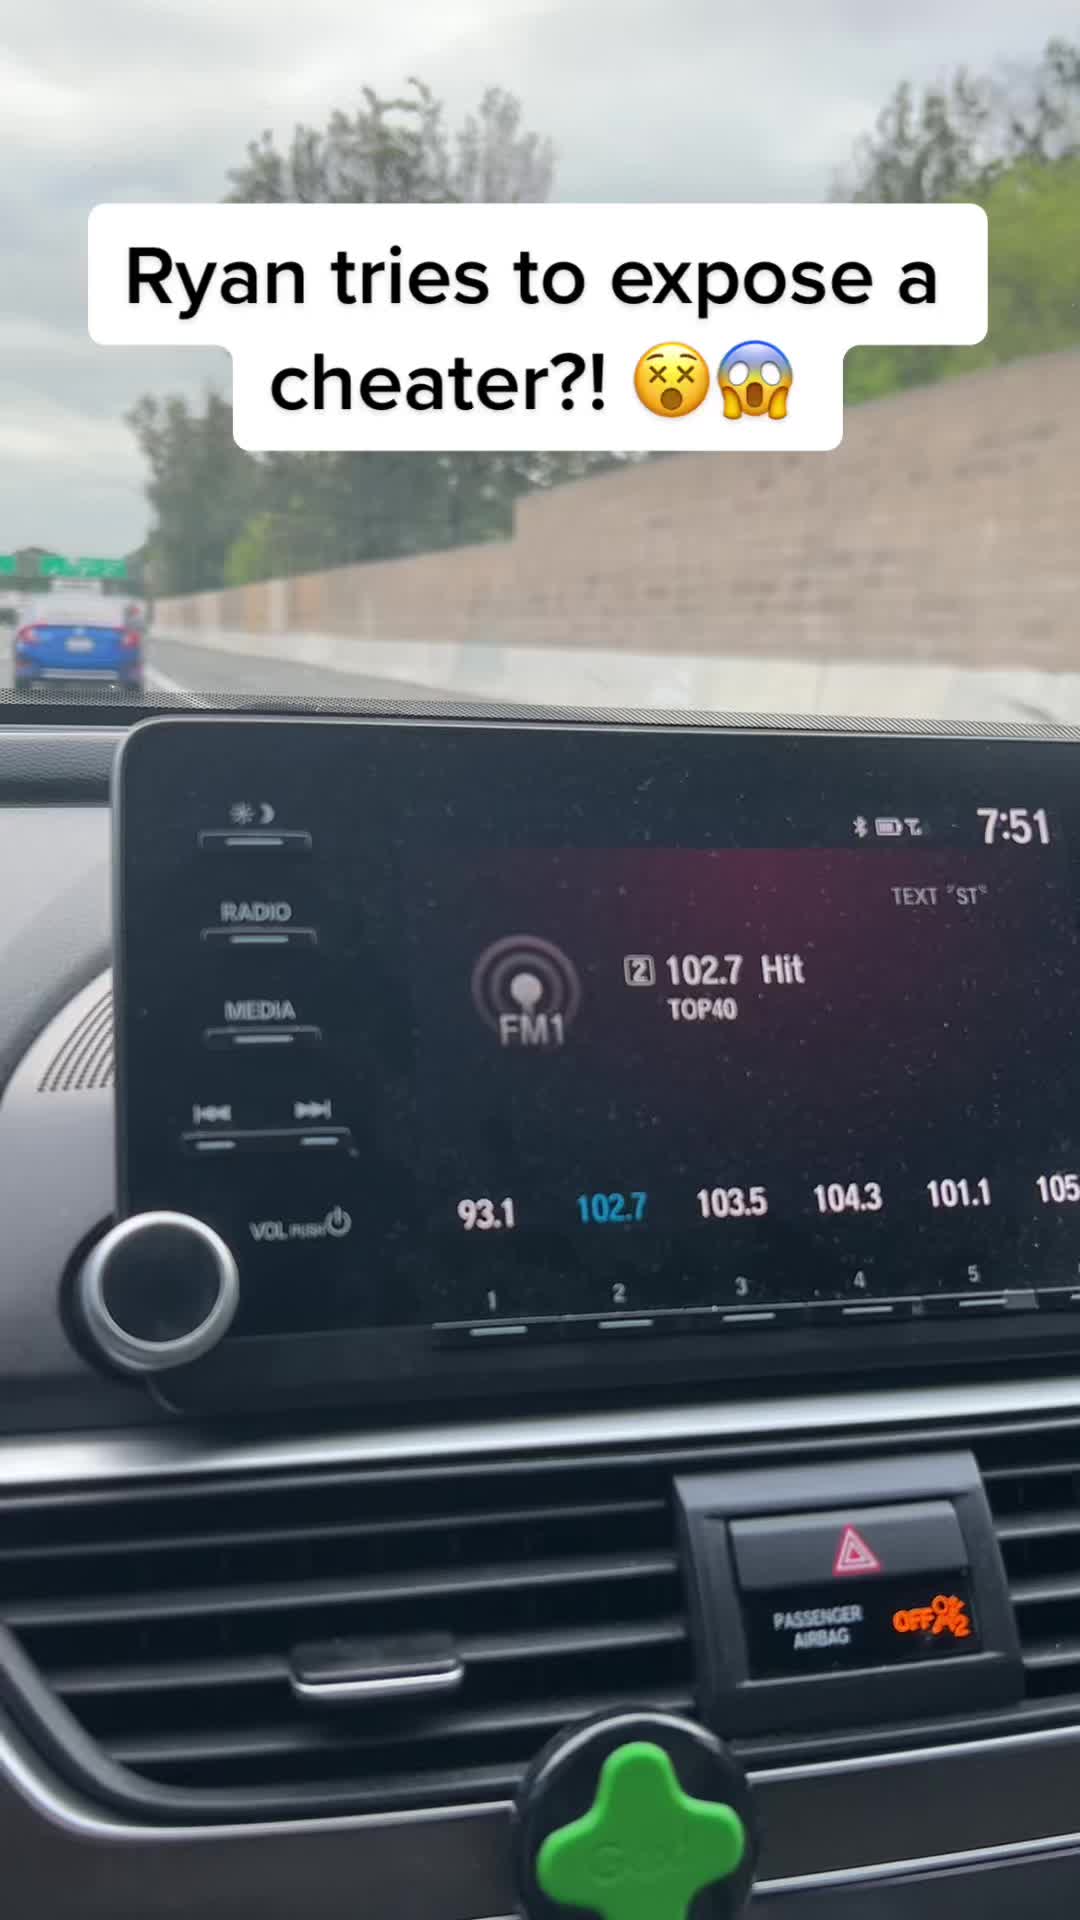 Ryan tries to expose a
cheater?! 😵😱
7:51
TEXT "ST"
RADIO
2 102.7 Hit
TOP40
FM1
MEDIA
VOL PUSH
93.1 102.7 103.5 104.3 101.1 105
1 2 3 4 5
PASSENGER
AIRBAG
OFF